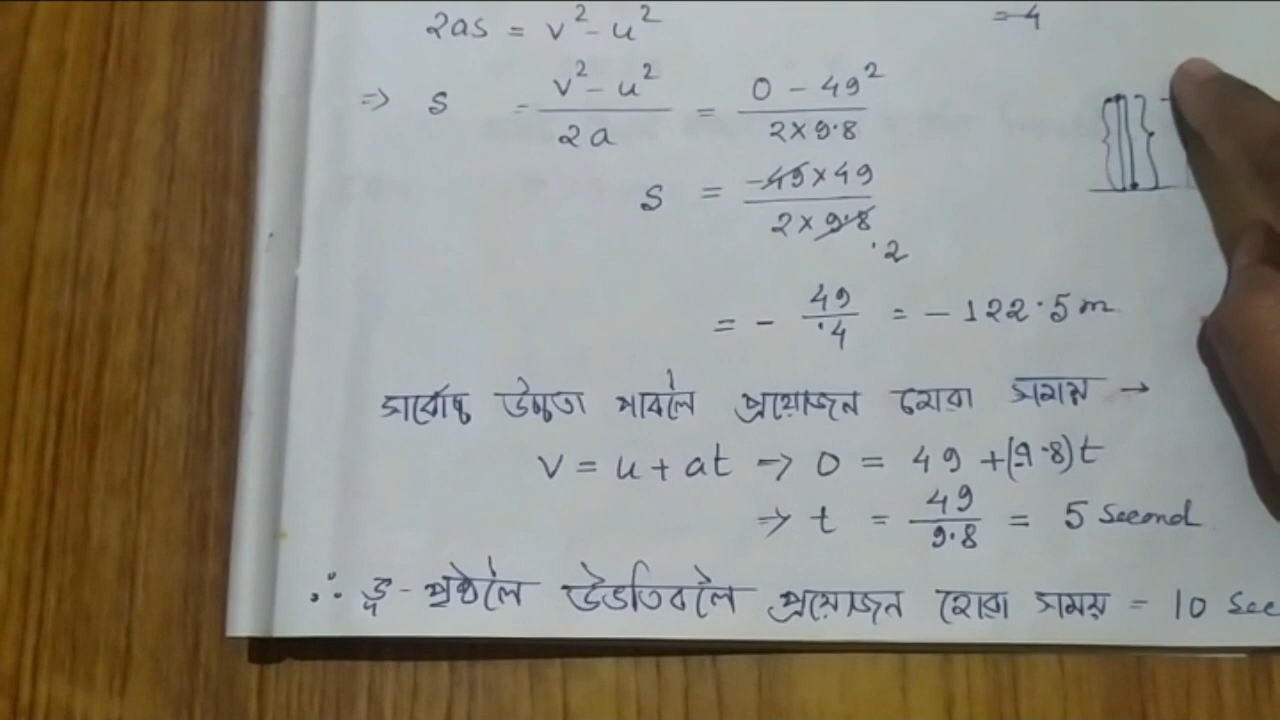 2as = v² - u²
= 4
⇒ s = v² - u² / 2a = 0 - 49² / 2×9.8
s = -49×49 / 2×9.8
.2
= - 49 / .4 = - 122.5 m
সাৰ্বোচ্চ উচ্চতা পাবলৈ প্ৰয়োজন হোৱা সময় →
v = u + at → 0 = 49 + (-9.8)t
⇒ t = 49 / 9.8 = 5 second
∴ ভূ-পৃষ্ঠলৈ উভতিবলৈ প্ৰয়োজন হোৱা সময় = 10 sec